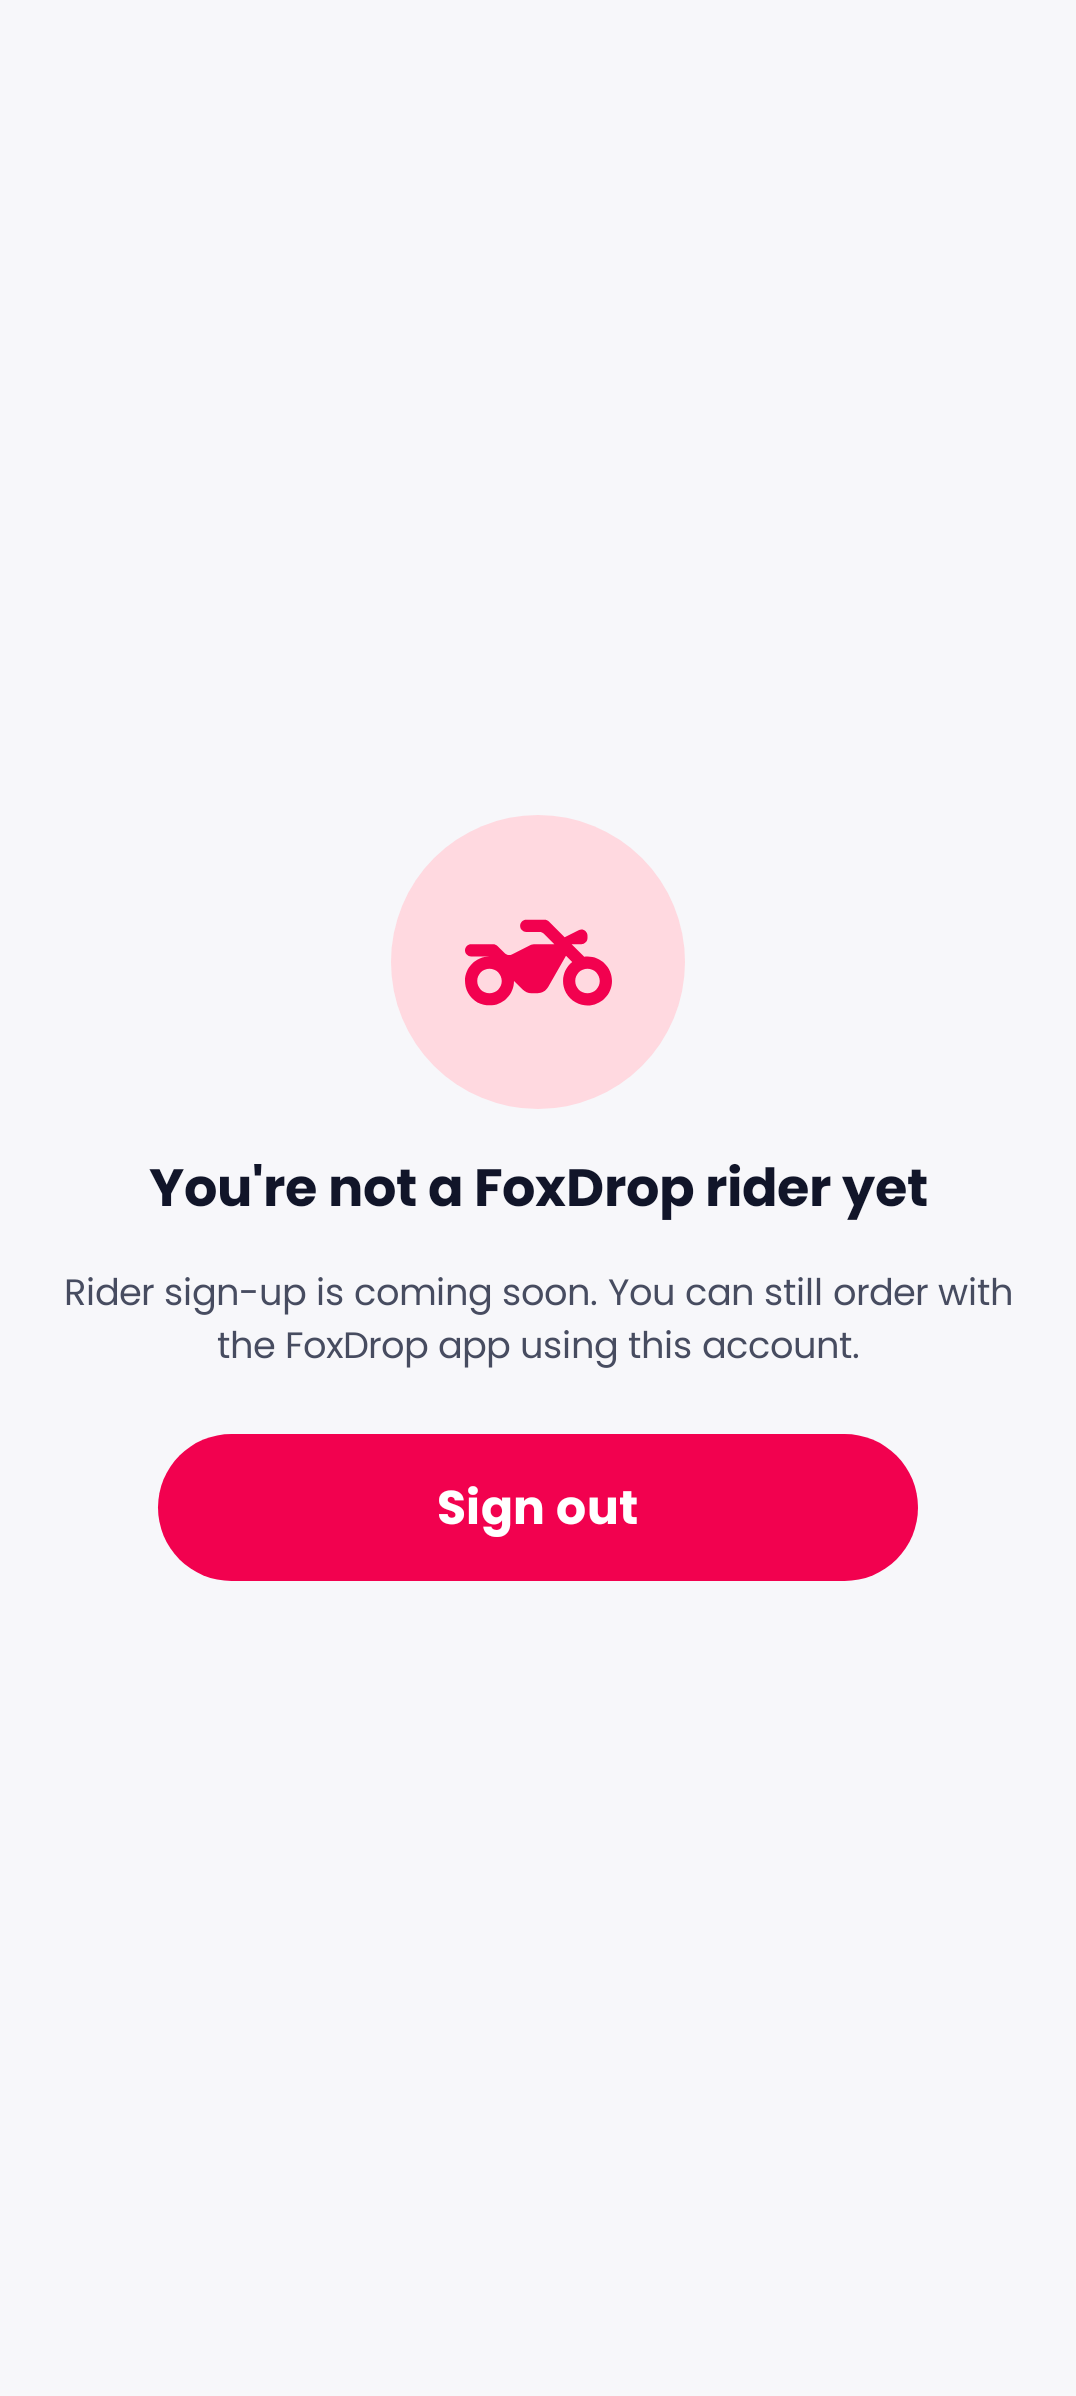 You're not a FoxDrop rider yet
Rider sign-up is coming soon. You can still order with
the FoxDrop app using this account.
Sign out